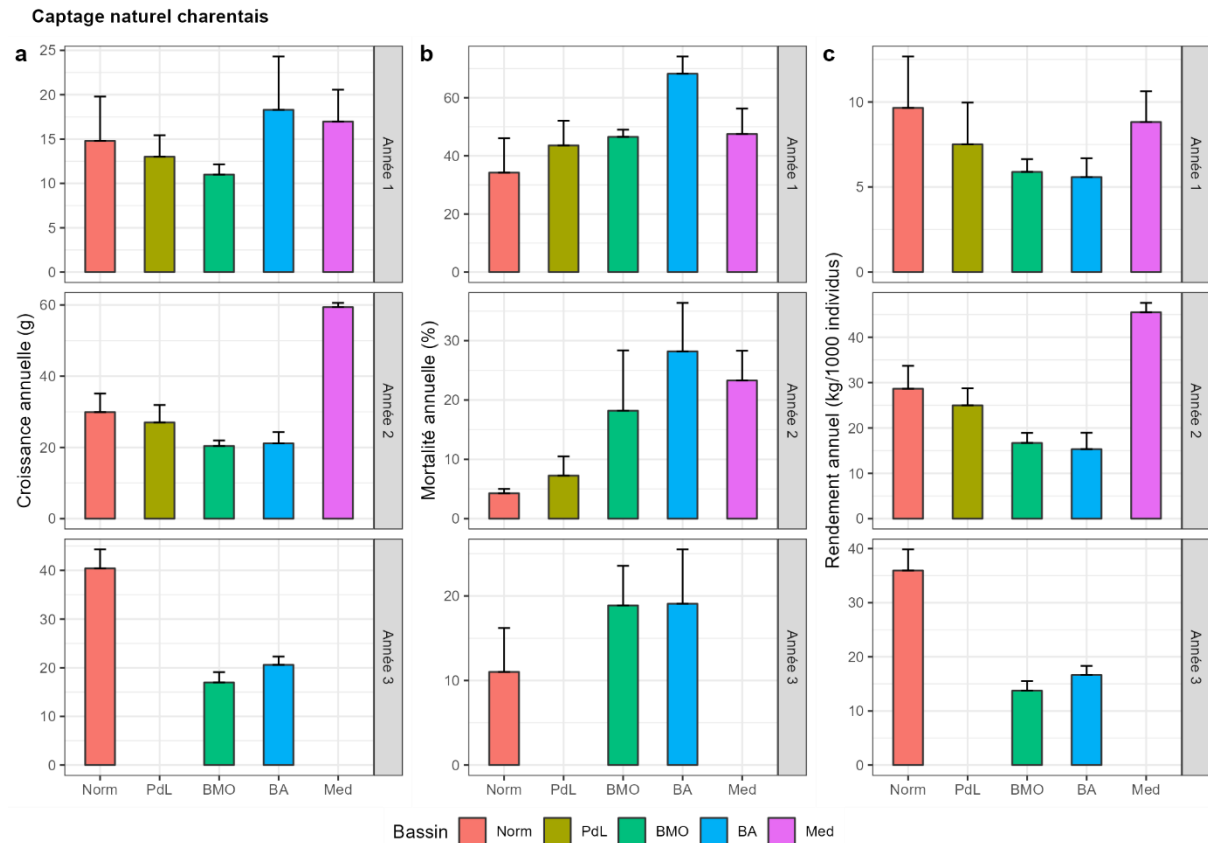 Captage naturel charentais
a
b
c
Croissance annuelle (g)
25
20
15
10
5
0
Année 1
60
40
20
0
Année 2
40
30
20
10
0
Année 3
Norm PdL BMO BA Med
Mortalité annuelle (%)
60
40
20
0
Année 1
30
20
10
0
Année 2
20
10
0
Année 3
Norm PdL BMO BA Med
Rendement annuel (kg/1000 individus)
10
5
0
Année 1
40
30
20
10
0
Année 2
40
30
20
10
0
Année 3
Norm PdL BMO BA Med
Bassin Norm PdL BMO BA Med